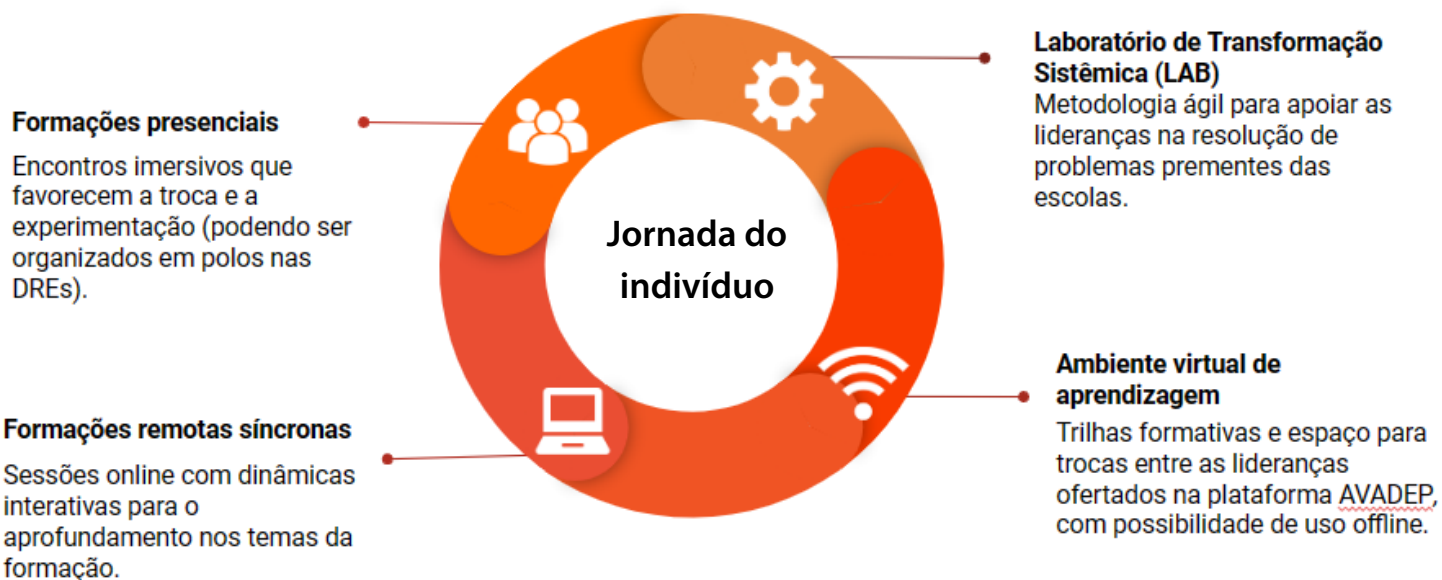 Formações presenciais
Encontros imersivos que
favorecem a troca e a
experimentação (podendo ser
organizados em polos nas
DREs).
Formações remotas síncronas
Sessões online com dinâmicas
interativas para o
aprofundamento nos temas da
formação.
Jornada do
indivíduo
Laboratório de Transformação
Sistêmica (LAB)
Metodologia ágil para apoiar as
lideranças na resolução de
problemas prementes das
escolas.
Ambiente virtual de
aprendizagem
Trilhas formativas e espaço para
trocas entre as lideranças
ofertados na plataforma AVADEP,
com possibilidade de uso offline.